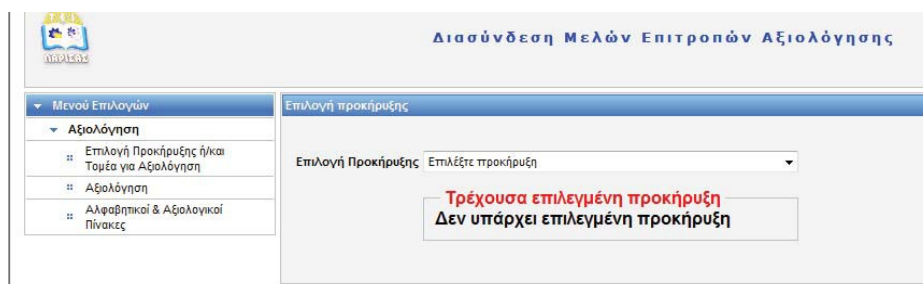 Διασύνδεση Μελών Επιτροπών Αξιολόγησης
ΛΑΡΙΣΑΣ
Μενού Επιλογών
Αξιολόγηση
Επιλογή Προκήρυξης ή/και
Τομέα για Αξιολόγηση
Αξιολόγηση
Αλφαβητικοί & Αξιολογικοί
Πίνακες
Επιλογή προκήρυξης
Επιλογή Προκήρυξης Επιλέξτε προκήρυξη
Τρέχουσα επιλεγμένη προκήρυξη
Δεν υπάρχει επιλεγμένη προκήρυξη